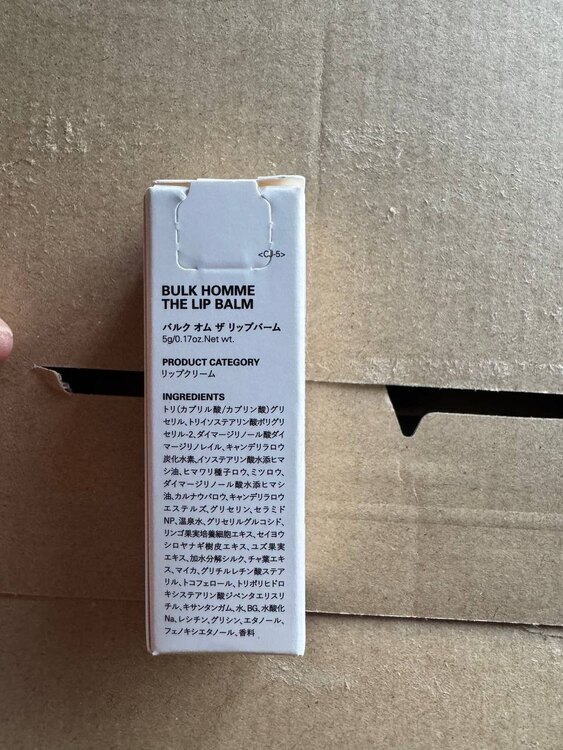 <CJ-5>
BULK HOMME
THE LIP BALM
バルク オム ザ リップバーム
5g/0.17oz.Net wt.
PRODUCT CATEGORY
リップクリーム
INGREDIENTS
トリ(カプリル酸/カプリン酸)グリ
セリル、トリイソステアリン酸ポリグリ
セリル-2、ダイマージリノール酸ダイ
マージリノレイル、キャンデリラロウ
炭化水素、イソステアリン酸水添ヒマ
シ油、ヒマワリ種子ロウ、ミツロウ、
ダイマージリノール酸水添ヒマシ
油、カルナウバロウ、キャンデリラロウ
エステルズ、グリセリン、セラミド
NP、温泉水、グリセリルグルコシド、
リンゴ果実培養細胞エキス、セイヨウ
シロヤナギ樹皮エキス、ユズ果実
エキス、加水分解シルク、チャ葉エキ
ス、マイカ、グリチルレチン酸ステア
リル、トコフェロール、トリポリヒドロ
キシステアリン酸ジペンタエリスリ
チル、キサンタンガム、水、BG、水酸化
Na、レシチン、グリシン、エタノール、
フェノキシエタノール、香料